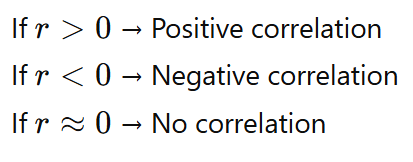 If r > 0 → Positive correlation
If r < 0 → Negative correlation
If r ≈ 0 → No correlation